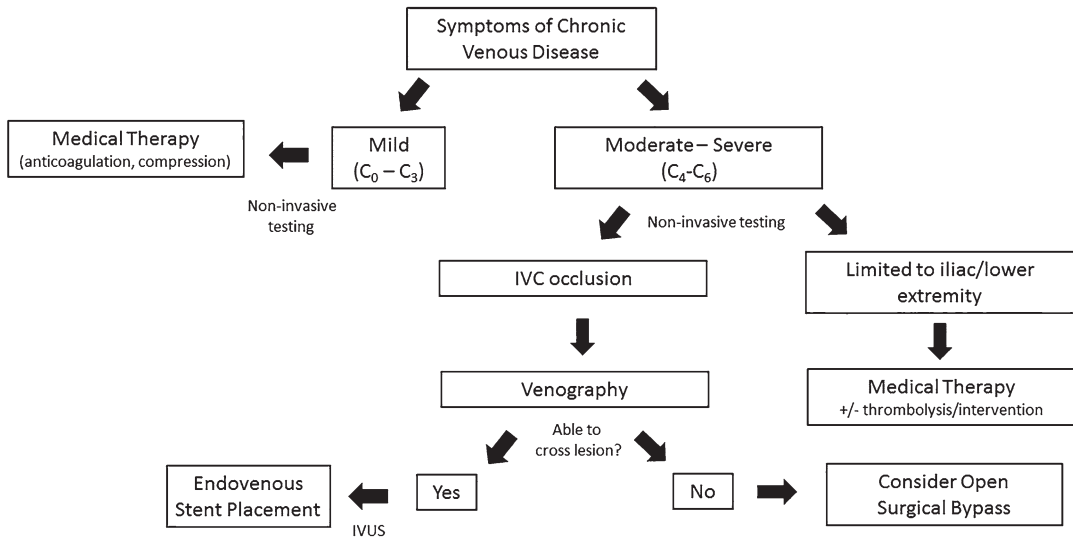 Symptoms of Chronic
Venous Disease
Medical Therapy
(anticoagulation, compression)
Mild
(C₀ – C₃)
Moderate – Severe
(C₄-C₆)
Non-invasive
testing
Non-invasive testing
IVC occlusion
Limited to iliac/lower
extremity
Venography
Medical Therapy
+/- thrombolysis/intervention
Able to
cross lesion?
Endovenous
Stent Placement
Yes
No
Consider Open
Surgical Bypass
IVUS